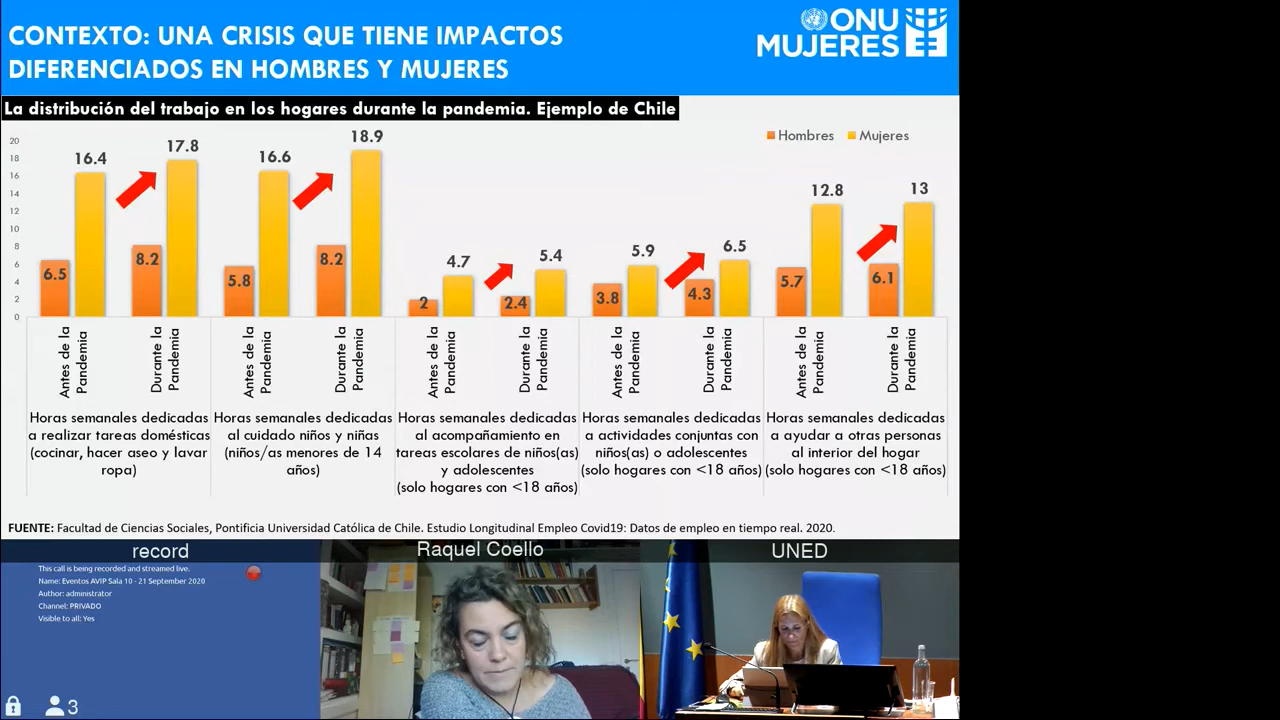 CONTEXTO: UNA CRISIS QUE TIENE IMPACTOS
DIFERENCIADOS EN HOMBRES Y MUJERES
ONU
MUJERES
La distribución del trabajo en los hogares durante la pandemia. Ejemplo de Chile
Hombres Mujeres
20
18
16
14
12
10
8
6
4
2
0
6.5 16.4 8.2 17.8
5.8 16.6 8.2 18.9
2 4.7 2.4 5.4
3.8 5.9 4.3 6.5
5.7 12.8 6.1 13
Antes de la
Pandemia
Durante la
Pandemia
Antes de la
Pandemia
Durante la
Pandemia
Antes de la
Pandemia
Durante la
Pandemia
Antes de la
Pandemia
Durante la
Pandemia
Antes de la
Pandemia
Durante la
Pandemia
Horas semanales dedicadas
a realizar tareas domésticas
(cocinar, hacer aseo y lavar
ropa)
Horas semanales dedicadas
al cuidado niños y niñas
(niños/as menores de 14
años)
Horas semanales dedicadas
al acompañamiento en
tareas escolares de niños(as)
y adolescentes
(solo hogares con <18 años)
Horas semanales dedicadas
a actividades conjuntas con
niños(as) o adolescentes
(solo hogares con <18 años)
Horas semanales dedicadas
a ayudar a otras personas
al interior del hogar
(solo hogares con <18 años)
FUENTE: Facultad de Ciencias Sociales, Pontificia Universidad Católica de Chile. Estudio Longitudinal Empleo Covid19: Datos de empleo en tiempo real. 2020.
record
This call is being recorded and streamed live.
Name: Eventos AVIP Sala 10 - 21 September 2020
Author: administrator
Channel: PRIVADO
Visible to all: Yes
3
Raquel Coello
UNED